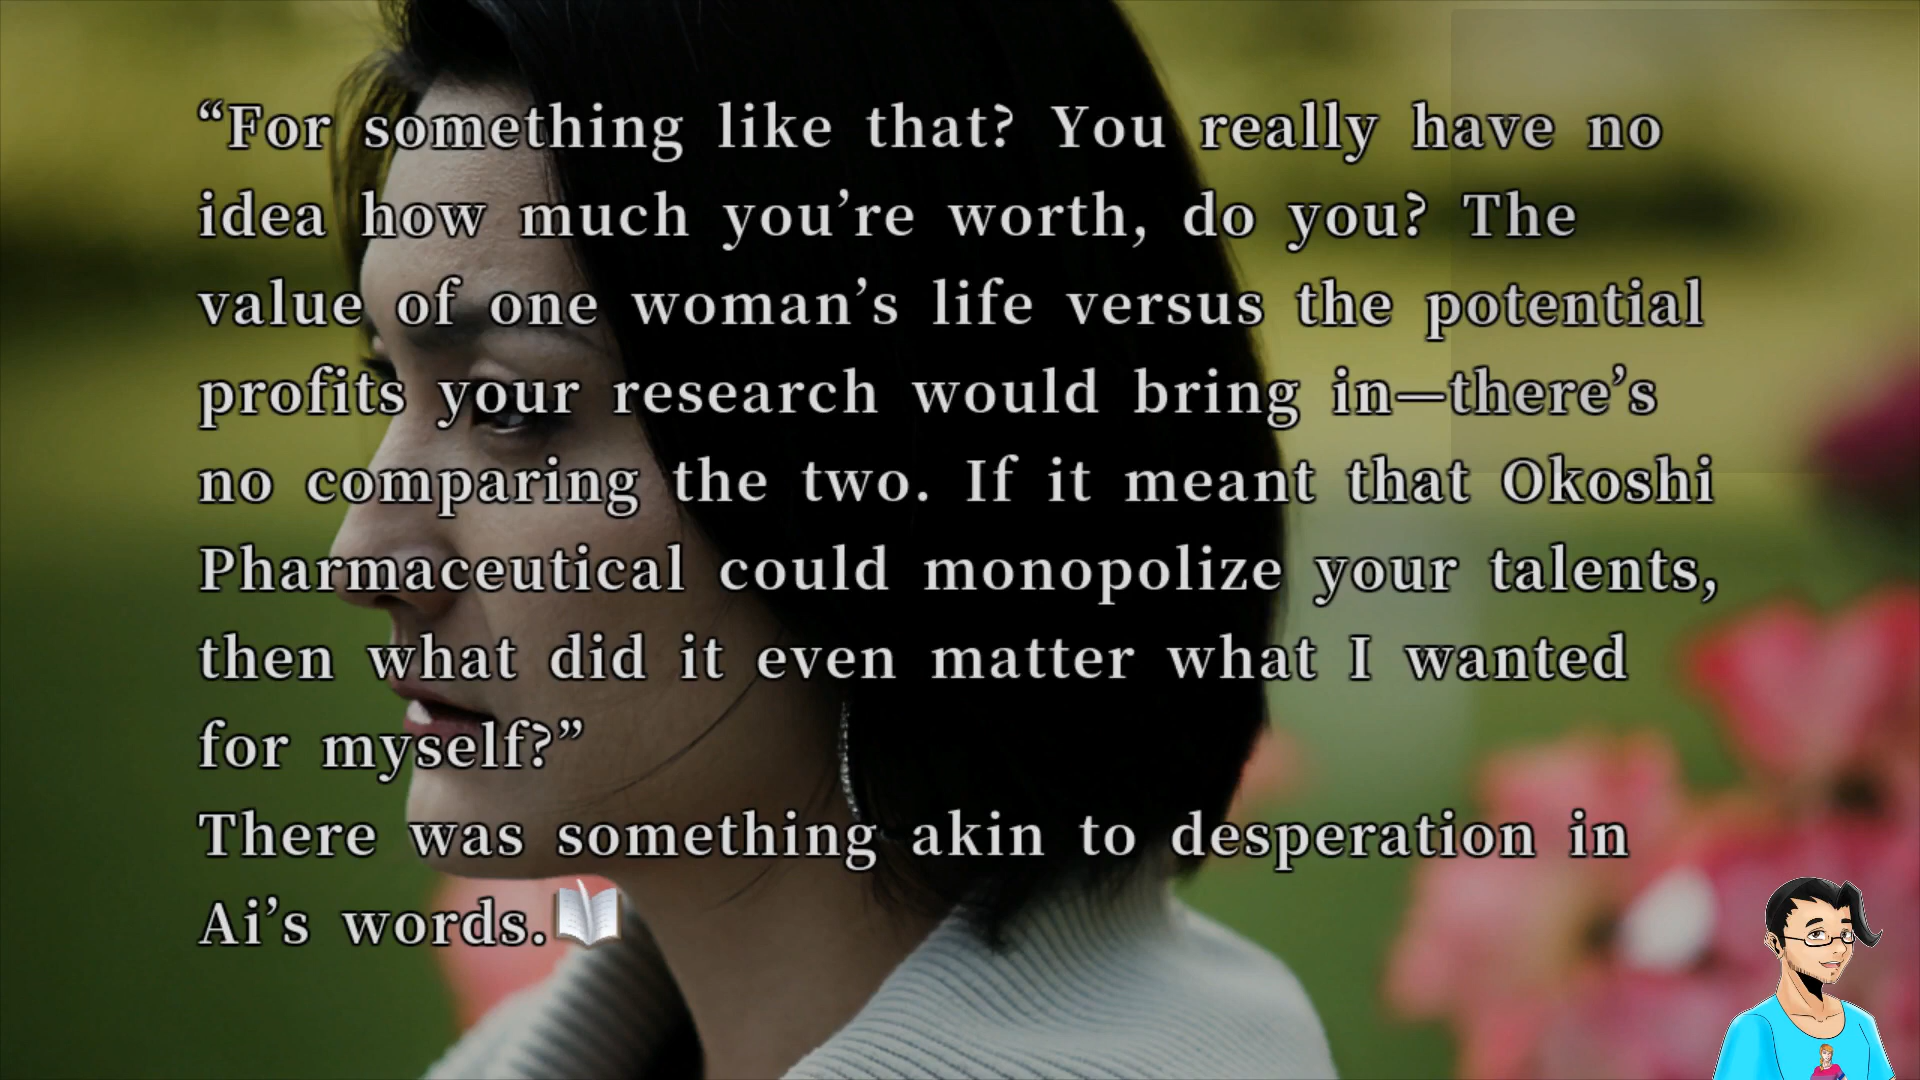 “For something like that? You really have no
idea how much you’re worth, do you? The
value of one woman’s life versus the potential
profits your research would bring in—there’s
no comparing the two. If it meant that Okoshi
Pharmaceutical could monopolize your talents,
then what did it even matter what I wanted
for myself?”
There was something akin to desperation in
Ai’s words.